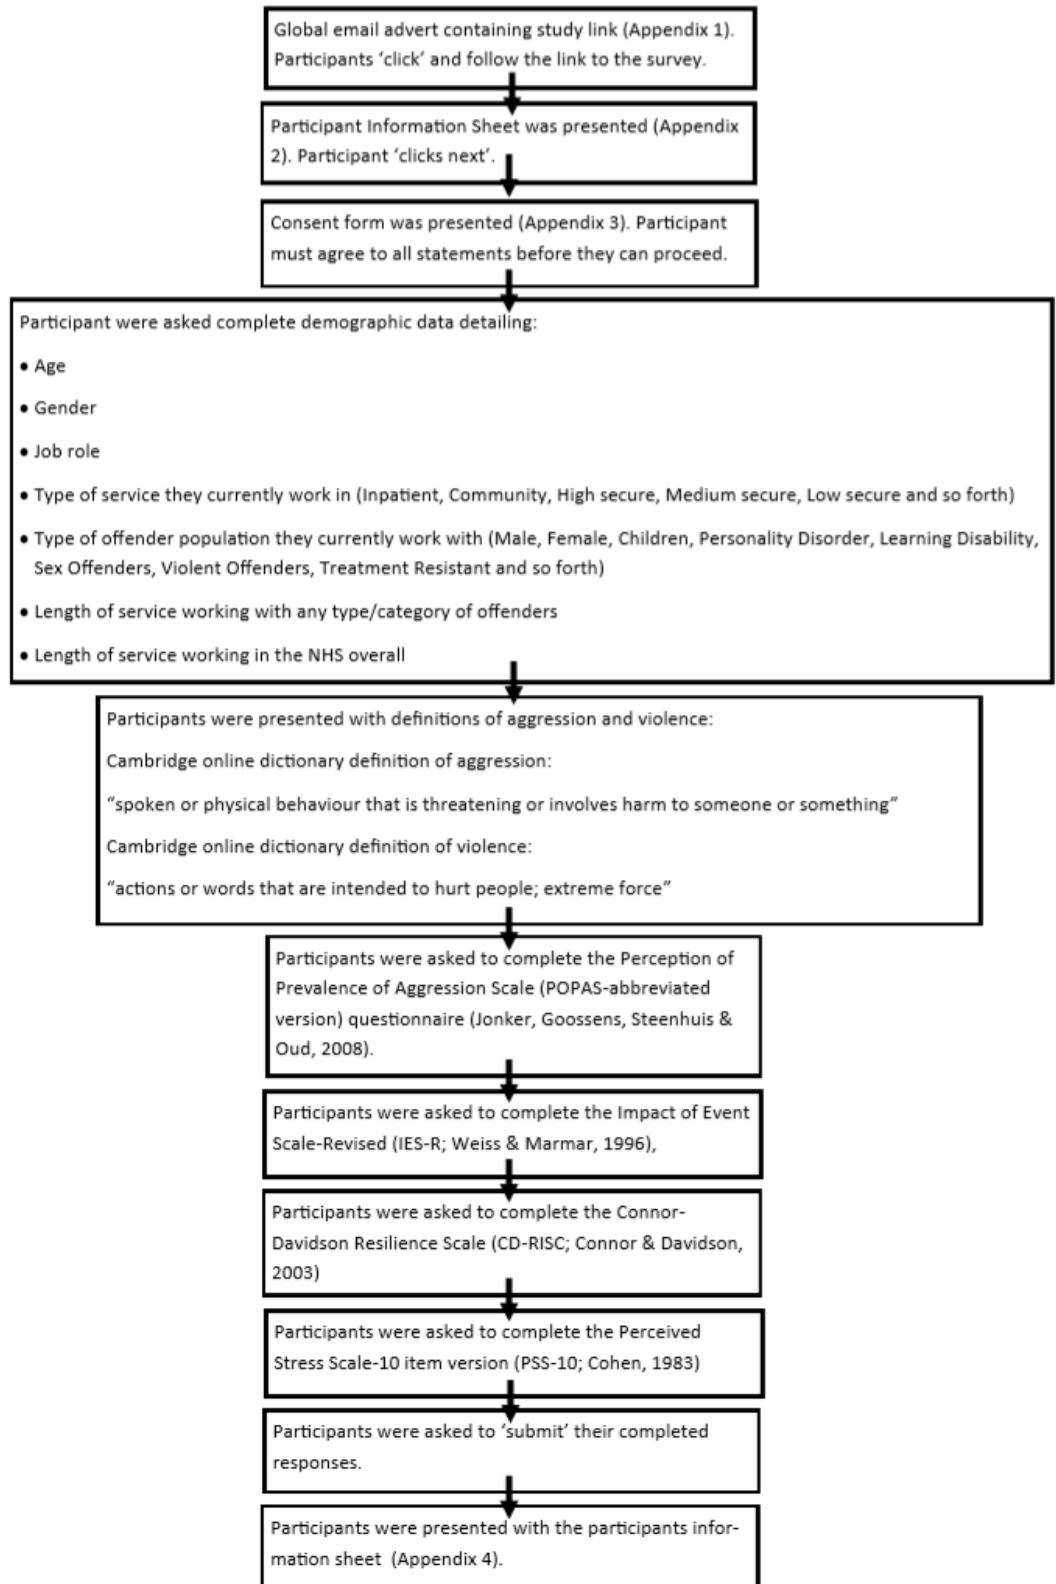 Global email advert containing study link (Appendix 1).
Participants ‘click’ and follow the link to the survey.
Participant Information Sheet was presented (Appendix
2). Participant ‘clicks next’.
Consent form was presented (Appendix 3). Participant
must agree to all statements before they can proceed.
Participant were asked complete demographic data detailing:
• Age
• Gender
• Job role
• Type of service they currently work in (Inpatient, Community, High secure, Medium secure, Low secure and so forth)
• Type of offender population they currently work with (Male, Female, Children, Personality Disorder, Learning Disability,
Sex Offenders, Violent Offenders, Treatment Resistant and so forth)
• Length of service working with any type/category of offenders
• Length of service working in the NHS overall
Participants were presented with definitions of aggression and violence:
Cambridge online dictionary definition of aggression:
“spoken or physical behaviour that is threatening or involves harm to someone or something”
Cambridge online dictionary definition of violence:
“actions or words that are intended to hurt people; extreme force”
Participants were asked to complete the Perception of
Prevalence of Aggression Scale (POPAS-abbreviated
version) questionnaire (Jonker, Goossens, Steenhuis &
Oud, 2008).
Participants were asked to complete the Impact of Event
Scale-Revised (IES-R; Weiss & Marmar, 1996),
Participants were asked to complete the Connor-
Davidson Resilience Scale (CD-RISC; Connor & Davidson,
2003)
Participants were asked to complete the Perceived
Stress Scale-10 item version (PSS-10; Cohen, 1983)
Participants were asked to ‘submit’ their completed
responses.
Participants were presented with the participants infor-
mation sheet  (Appendix 4).